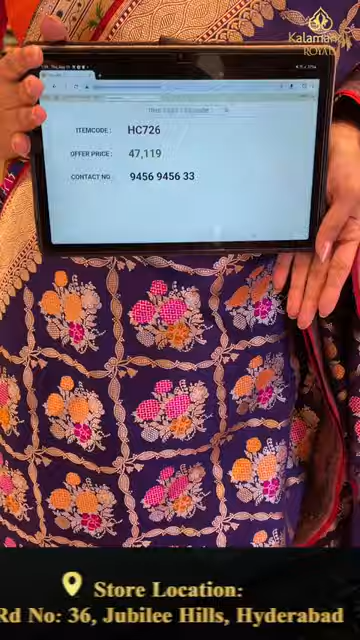 Kalamandir
ROYALE
ITEMCODE : HC726
OFFER PRICE : 47,119
CONTACT NO : 9456 9456 33
Store Location:
Rd No: 36, Jubilee Hills, Hyderabad